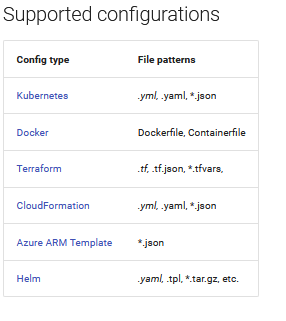 Supported configurations
Config type File patterns
Kubernetes .yml, .yaml, *.json
Docker Dockerfile, Containerfile
Terraform .tf, .tf.json, *.tfvars,
CloudFormation .yml, .yaml, *.json
Azure ARM Template *.json
Helm .yaml, .tpl, *.tar.gz, etc.